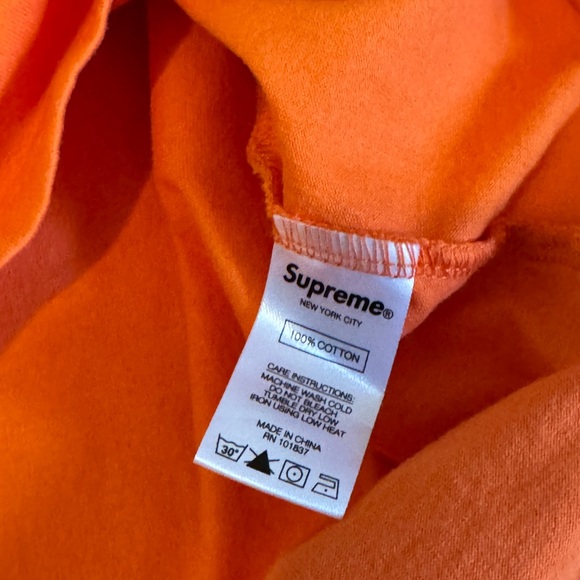 Supreme®
NEW YORK CITY
100% COTTON
CARE INSTRUCTIONS:
MACHINE WASH COLD
DO NOT BLEACH
TUMBLE DRY LOW
IRON USING LOW HEAT
MADE IN CHINA
RN 101837
30°